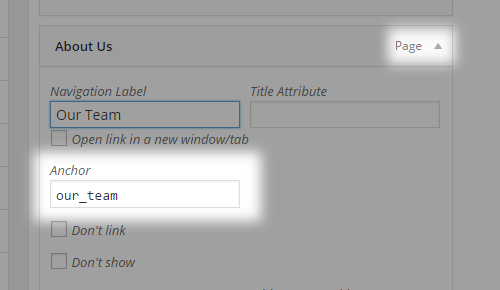 About Us Page
Navigation Label Title Attribute
Our Team
Open link in a new window/tab
Anchor
our_team
Don't link
Don't show